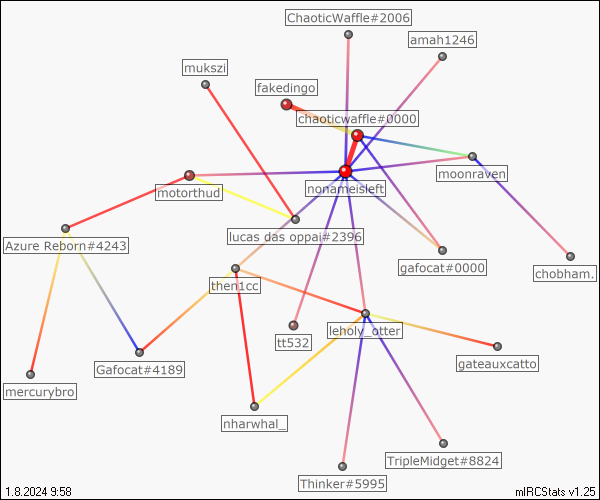 ChaoticWaffle#2006
amah1246
mukszi
fakedingo
chaoticwaffle#0000
moonraven
nonameisleft
motorthud
lucas das oppai#2396
Azure Reborn#4243
gafocat#0000
chobham.
then1cc
leholy_otter
tt532
gateauxcatto
Gafocat#4189
mercurybro
nharwhal_
TripleMidget#8824
Thinker#5995
1.8.2024 9:58
mIRCStats v1.25